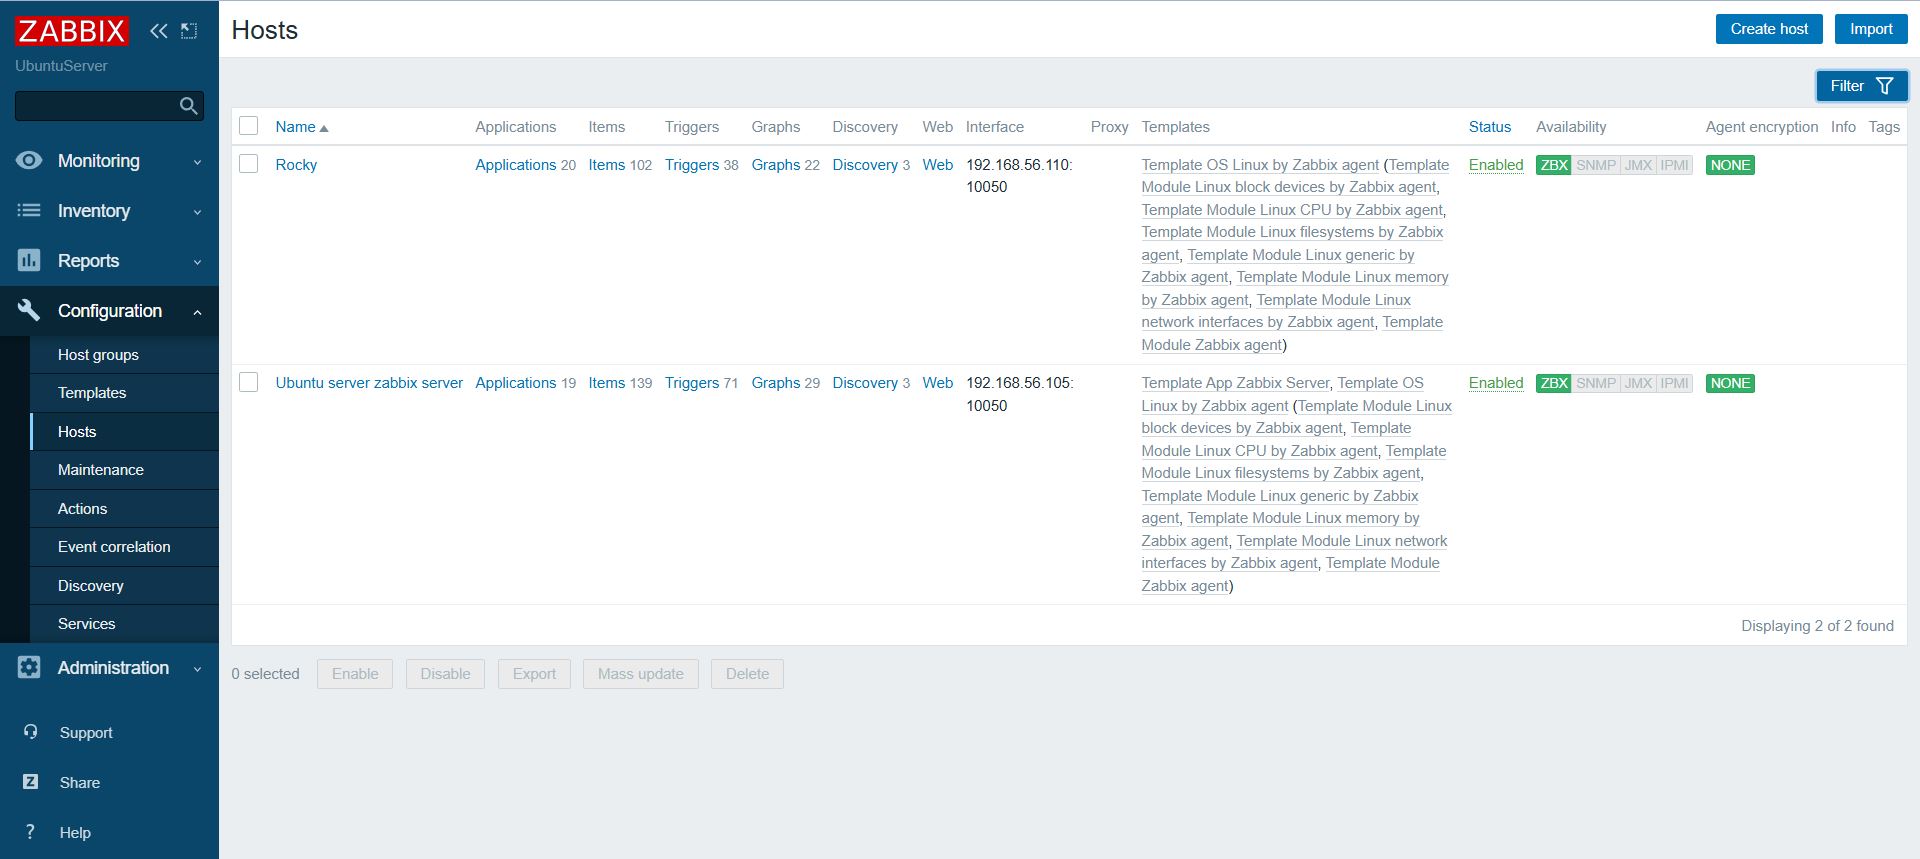 ZABBIX
UbuntuServer
Monitoring
Inventory
Reports
Configuration
Host groups
Templates
Hosts
Maintenance
Actions
Event correlation
Discovery
Services
Administration
Support
Z Share
? Help
Hosts
Create host Import
Filter
Name Applications Items Triggers Graphs Discovery Web Interface Proxy Templates Status Availability Agent encryption Info Tags
Rocky Applications 20 Items 102 Triggers 38 Graphs 22 Discovery 3 Web 192.168.56.110: Template OS Linux by Zabbix agent (Template Enabled ZBX SNMP JMX IPMI NONE
10050 Module Linux block devices by Zabbix agent,
Template Module Linux CPU by Zabbix agent,
Template Module Linux filesystems by Zabbix
agent, Template Module Linux generic by
Zabbix agent, Template Module Linux memory
by Zabbix agent, Template Module Linux
network interfaces by Zabbix agent, Template
Module Zabbix agent)
Ubuntu server zabbix server Applications 19 Items 139 Triggers 71 Graphs 29 Discovery 3 Web 192.168.56.105: Template App Zabbix Server, Template OS Enabled ZBX SNMP JMX IPMI NONE
10050 Linux by Zabbix agent (Template Module Linux
block devices by Zabbix agent, Template
Module Linux CPU by Zabbix agent, Template
Module Linux filesystems by Zabbix agent,
Template Module Linux generic by Zabbix
agent, Template Module Linux memory by
Zabbix agent, Template Module Linux network
interfaces by Zabbix agent, Template Module
Zabbix agent)
Displaying 2 of 2 found
0 selected Enable Disable Export Mass update Delete